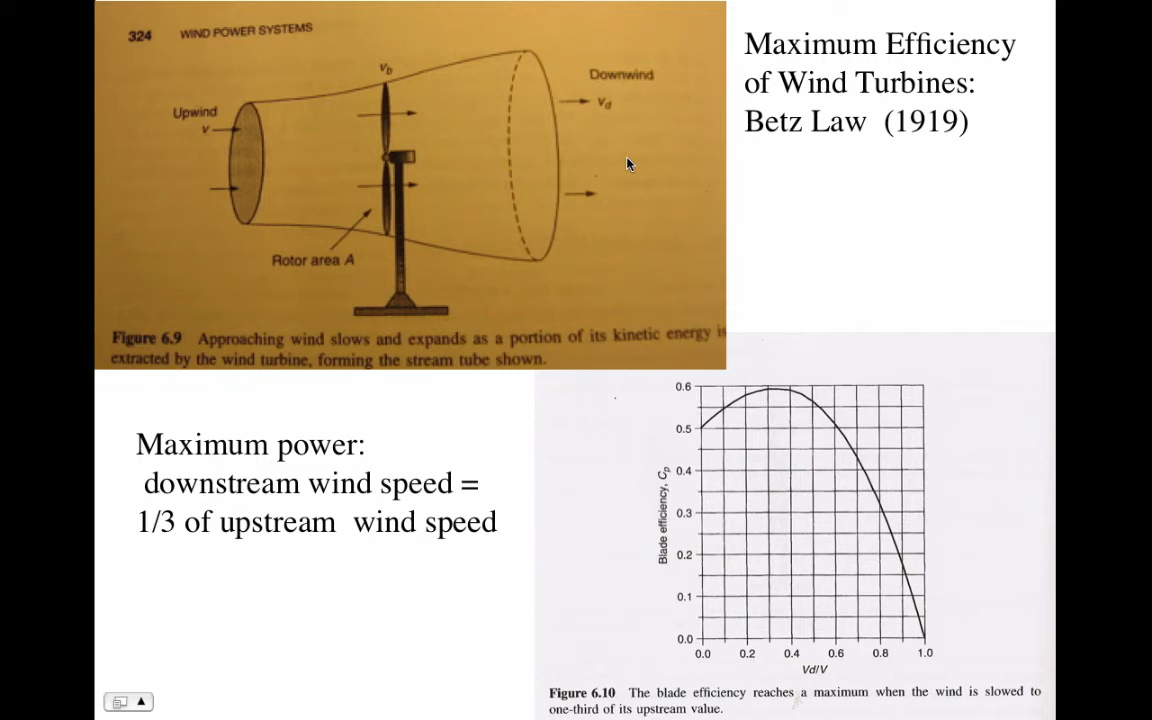 324 WIND POWER SYSTEMS
Maximum Efficiency
of Wind Turbines:
Betz Law (1919)
vb
Downwind
vd
Upwind
v
Rotor area A
Figure 6.9 Approaching wind slows and expands as a portion of its kinetic energy is
extracted by the wind turbine, forming the stream tube shown.
Maximum power:
downstream wind speed =
1/3 of upstream wind speed
0.6
0.5
0.4
0.3
0.2
0.1
0.0
Blade efficiency, Cp
0.0 0.2 0.4 0.6 0.8 1.0
Vd/V
Figure 6.10 The blade efficiency reaches a maximum when the wind is slowed to
one-third of its upstream value.